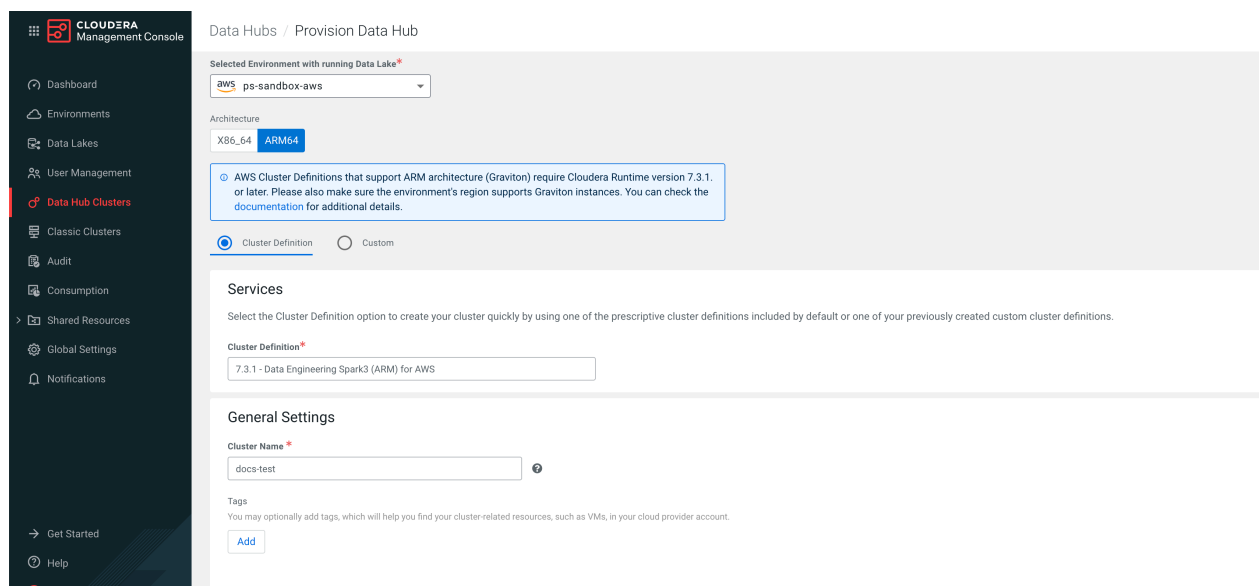 CLOUDERA
Management Console
Dashboard
Environments
Data Lakes
User Management
Data Hub Clusters
Classic Clusters
Audit
Consumption
Shared Resources
Global Settings
Notifications
Get Started
Help
Data Hubs / Provision Data Hub
Selected Environment with running Data Lake*
aws ps-sandbox-aws
Architecture
X86_64 ARM64
AWS Cluster Definitions that support ARM architecture (Graviton) require Cloudera Runtime version 7.3.1.
or later. Please also make sure the environment's region supports Graviton instances. You can check the
documentation for additional details.
Cluster Definition Custom
Services
Select the Cluster Definition option to create your cluster quickly by using one of the prescriptive cluster definitions included by default or one of your previously created custom cluster definitions.
Cluster Definition*
7.3.1 - Data Engineering Spark3 (ARM) for AWS
General Settings
Cluster Name *
docs-test
Tags
You may optionally add tags, which will help you find your cluster-related resources, such as VMs, in your cloud provider account.
Add